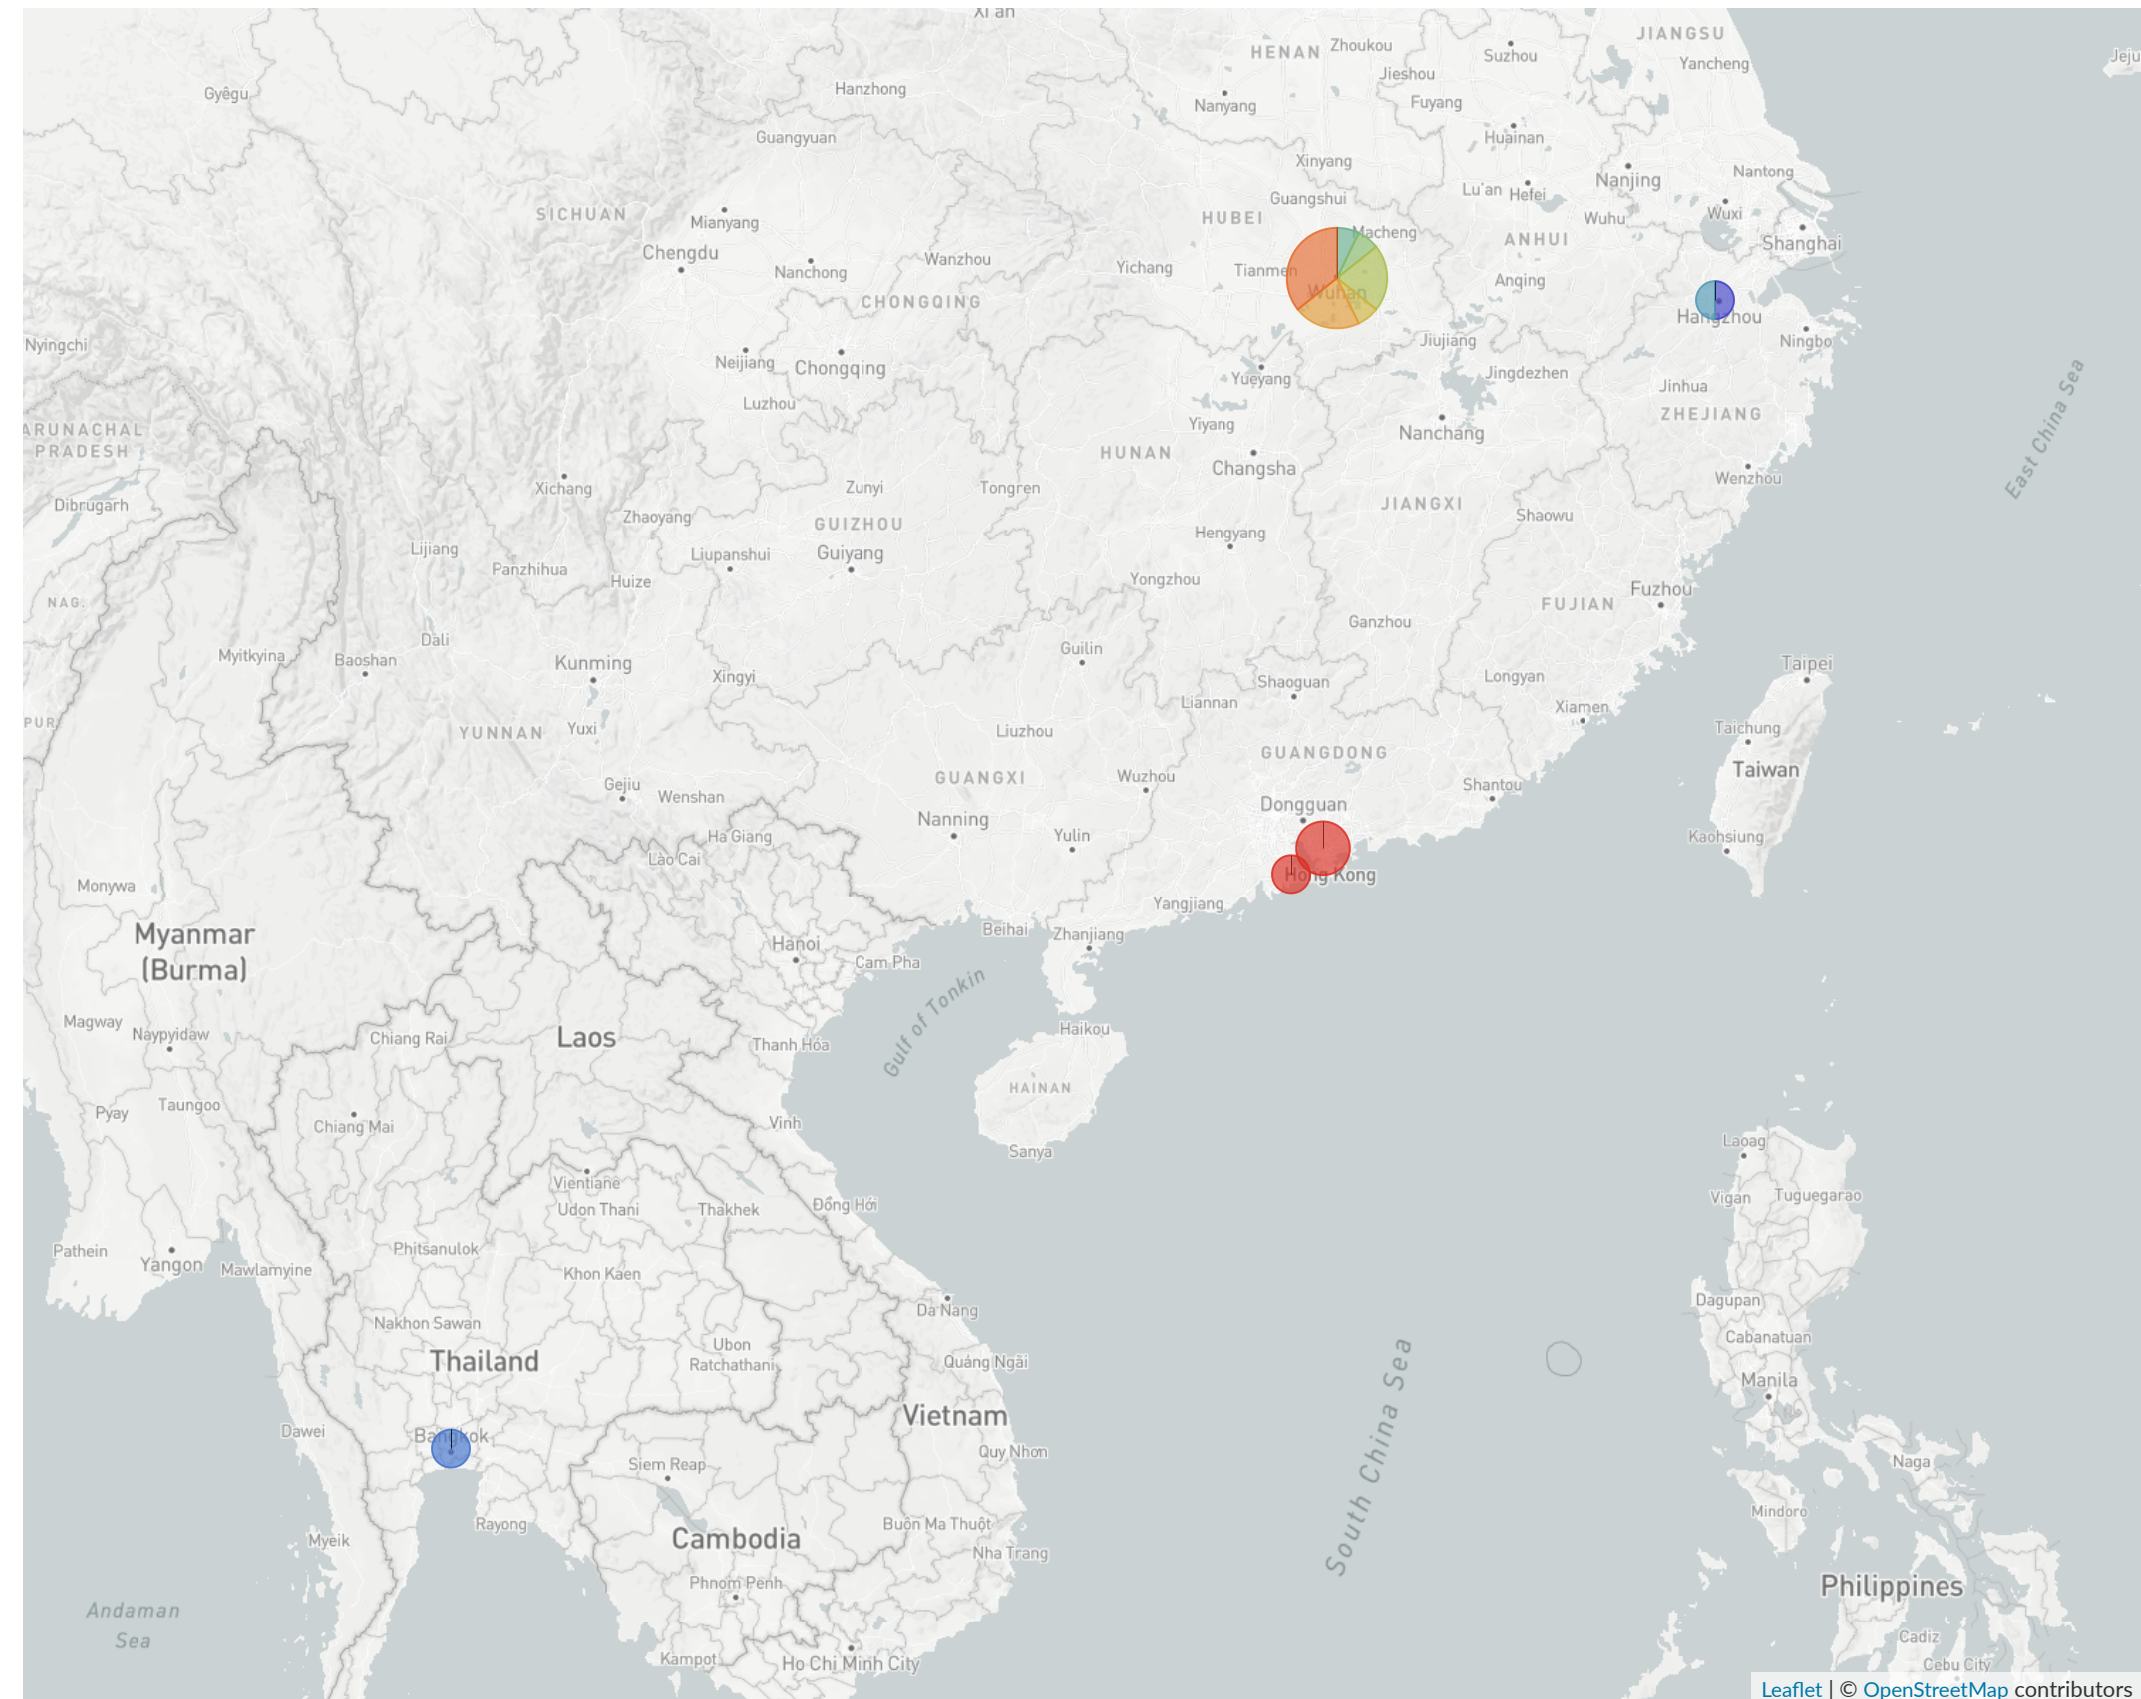 Xi'an
JIANGSU
HENAN
Zhoukou
Suzhou
Yancheng
Jeju
Jieshou
Gyêgu
Hanzhong
Nanyang
Fuyang
Guangyuan
Huainan
Xinyang
Nantong
Nanjing
Lu'an
Hefei
Guangshui
SICHUAN
Mianyang
HUBEI
Wuhu
Wuxi
Macheng
ANHUI
Shanghai
Chengdu
Wanzhou
Nanchong
Yichang
Tianmen
Anqing
Wuhan
CHONGQING
Hangzhou
Nyingchi
Jiujiang
Ningbo
Neijiang
Chongqing
Yueyang
Jingdezhen
Jinhua
Luzhou
ZHEJIANG
Yiyang
ARUNACHAL
PRADESH
Nanchang
East China Sea
HUNAN
Changsha
Xichang
Zunyi
Tongren
Wenzhou
Dibrugarh
JIANGXI
Zhaoyang
GUIZHOU
Shaowu
Hengyang
Lijiang
Liupanshui
Guiyang
Panzhihua
Huize
Yongzhou
Fuzhou
NAG.
FUJIAN
Ganzhou
Dali
Myitkyina
Baoshan
Kunming
Guilin
Taipei
Xingyi
Shaoguan
Longyan
Liannan
Xiamen
PUR
YUNNAN
Yuxi
Liuzhou
Taichung
GUANGDONG
Taiwan
GUANGXI
Wuzhou
Gejiu
Wenshan
Shantou
Dongguan
Nanning
Ha Giang
Yulin
Kaohsiung
Lào Cai
Hong Kong
Monywa
Yangjiang
Myanmar
(Burma)
Beihai
Zhanjiang
Hanoi
Cam Pha
Gulf of Tonkin
Magway
Naypyidaw
Chiang Rai
Laos
Thanh Hóa
Haikou
HAINAN
Pyay
Taungoo
Chiang Mai
Vinh
Sanya
Laoag
Vientiane
Vigan
Tuguegarao
Udon Thani
Thakhek
Đồng Hới
Pathein
Yangon
Mawlamyine
Phitsanulok
Khon Kaen
Da Nang
Dagupan
Nakhon Sawan
Cabanatuan
Ubon
Ratchathani
Thailand
Quảng Ngãi
Manila
South China Sea
Vietnam
Dawei
Bangkok
Quy Nhon
Naga
Siem Reap
Mindoro
Rayong
Buôn Ma Thuột
Myeik
Cambodia
Nha Trang
Phnom Penh
Philippines
Andaman
Sea
Cadiz
Kampot
Ho Chi Minh City
Cebu City
Leaflet | © OpenStreetMap contributors